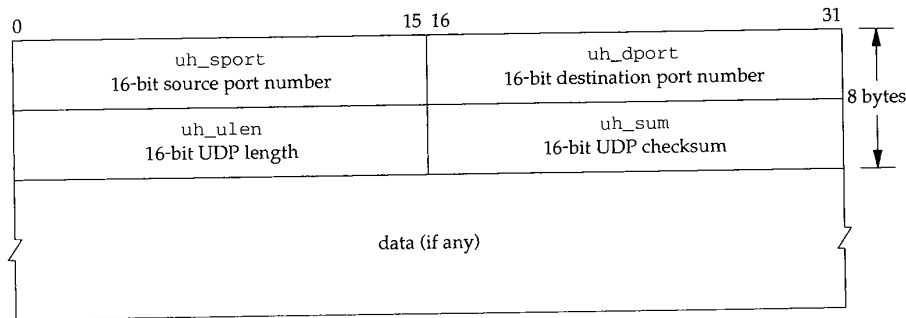 0 15 16 31
uh_sport uh_dport
16-bit source port number 16-bit destination port number
8 bytes
uh_ulen uh_sum
16-bit UDP length 16-bit UDP checksum
data (if any)